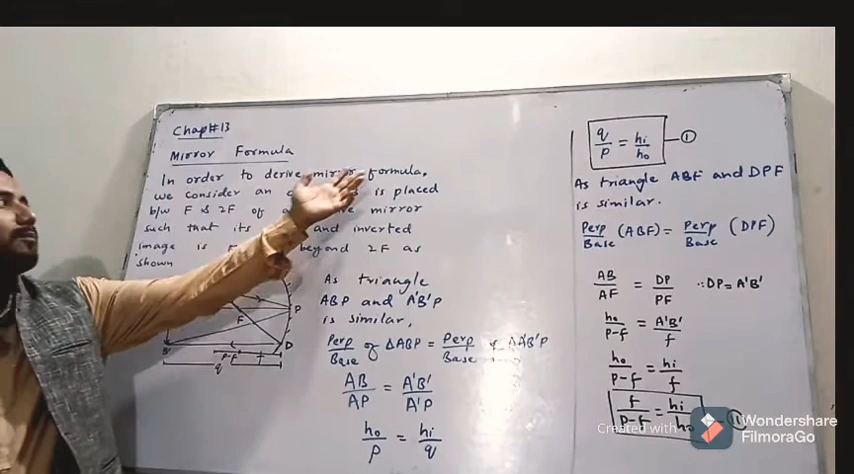 Chap#13
Mirror Formula
In order to derive mirror formula.
we consider an is placed
b/w F & 2F of a mirror
such that its and inverted
image is beyond 2F as
shown
F
P
B'
D
P-f
f
q
As triangle
ABP and A'B'P
is similar,
Perp/Base of ΔABP = Perp/Base of ΔA'B'P
AB/AP = A'B'/A'P
ho/P = hi/q
q/P = hi/ho ①
As triangle ABF and DPF
is similar.
Perp/Base (ABF) = Perp/Base (DPF)
AB/AF = DP/PF ∴DP=A'B'
ho/P-f = A'B'/f
ho/P-f = hi/f
f/P-f = hi/ho
Created with Wondershare
FilmoraGo